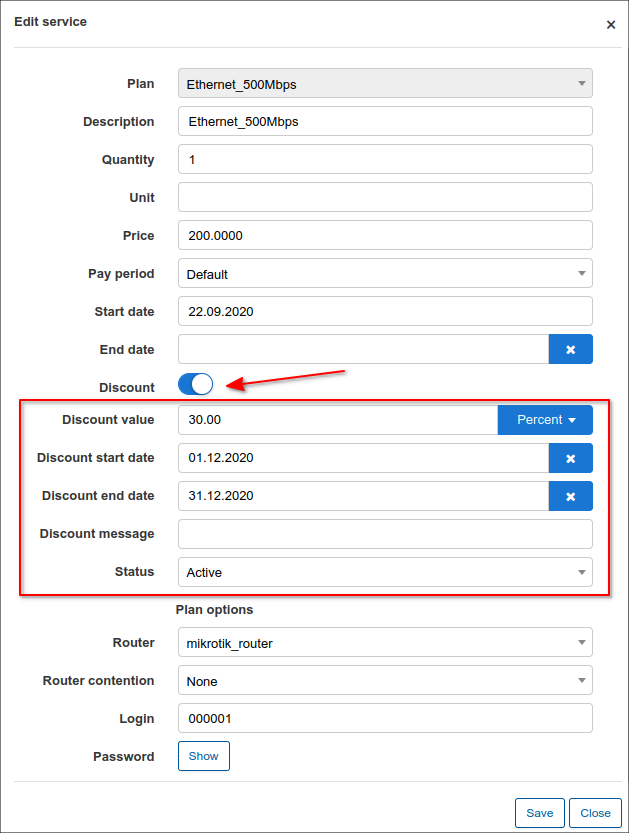 Edit service ×
Plan Ethernet_500Mbps
Description Ethernet_500Mbps
Quantity 1
Unit
Price 200.0000
Pay period Default
Start date 22.09.2020
End date
Discount
Discount value 30.00 Percent
Discount start date 01.12.2020
Discount end date 31.12.2020
Discount message
Status Active
Plan options
Router mikrotik_router
Router contention None
Login 000001
Password Show
Save Close